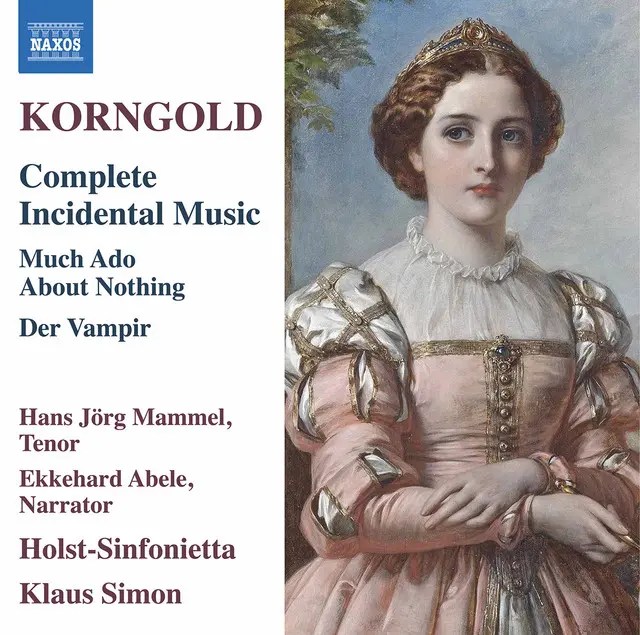 NAXOS
KORNGOLD
Complete
Incidental Music
Much Ado
About Nothing
Der Vampir
Hans Jörg Mammel,
Tenor
Ekkehard Abele,
Narrator
Holst-Sinfonietta
Klaus Simon